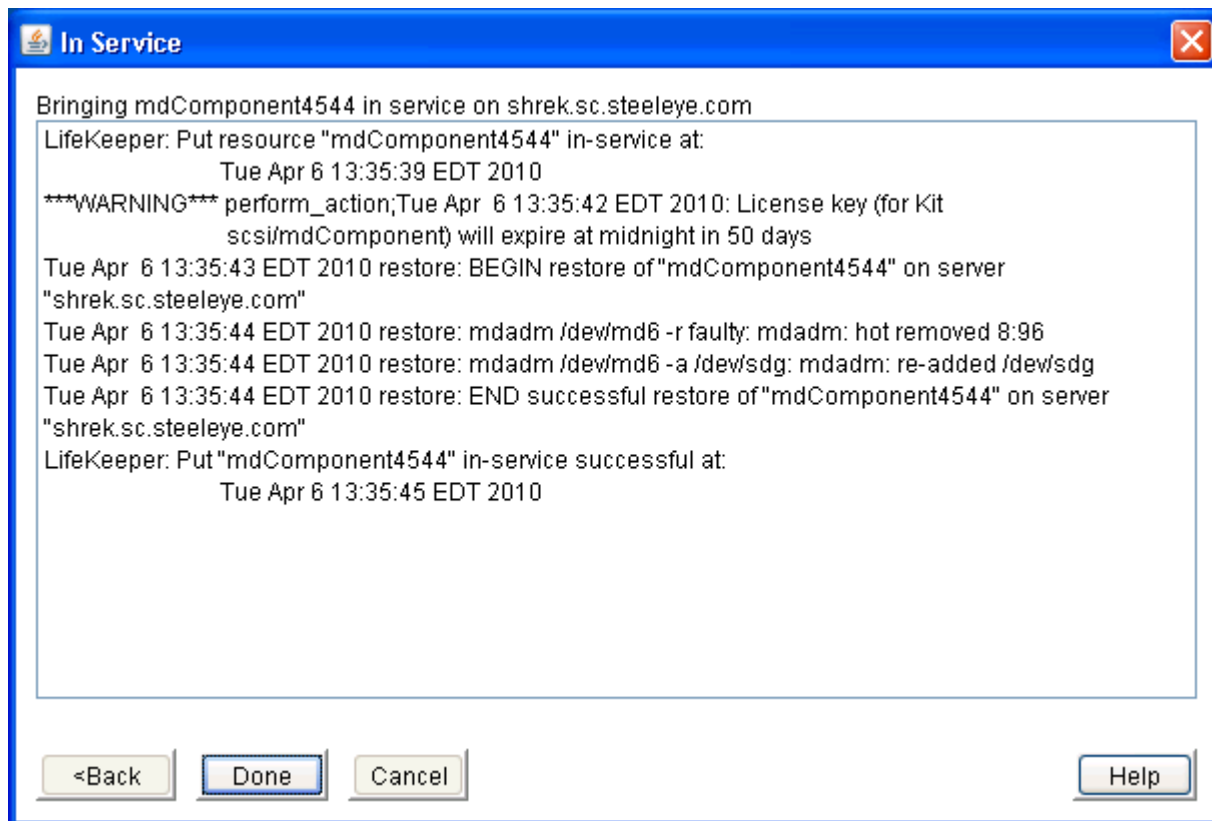 In Service
Bringing mdComponent4544 in service on shrek.sc.steeleye.com
LifeKeeper: Put resource "mdComponent4544" in-service at:
Tue Apr 6 13:35:39 EDT 2010
***WARNING*** perform_action;Tue Apr  6 13:35:42 EDT 2010: License key (for Kit
scsi/mdComponent) will expire at midnight in 50 days
Tue Apr  6 13:35:43 EDT 2010 restore: BEGIN restore of "mdComponent4544" on server
"shrek.sc.steeleye.com"
Tue Apr  6 13:35:44 EDT 2010 restore: mdadm /dev/md6 -r faulty: mdadm: hot removed 8:96
Tue Apr  6 13:35:44 EDT 2010 restore: mdadm /dev/md6 -a /dev/sdg: mdadm: re-added /dev/sdg
Tue Apr  6 13:35:44 EDT 2010 restore: END successful restore of "mdComponent4544" on server
"shrek.sc.steeleye.com"
LifeKeeper: Put "mdComponent4544" in-service successful at:
Tue Apr 6 13:35:45 EDT 2010
<Back Done Cancel Help